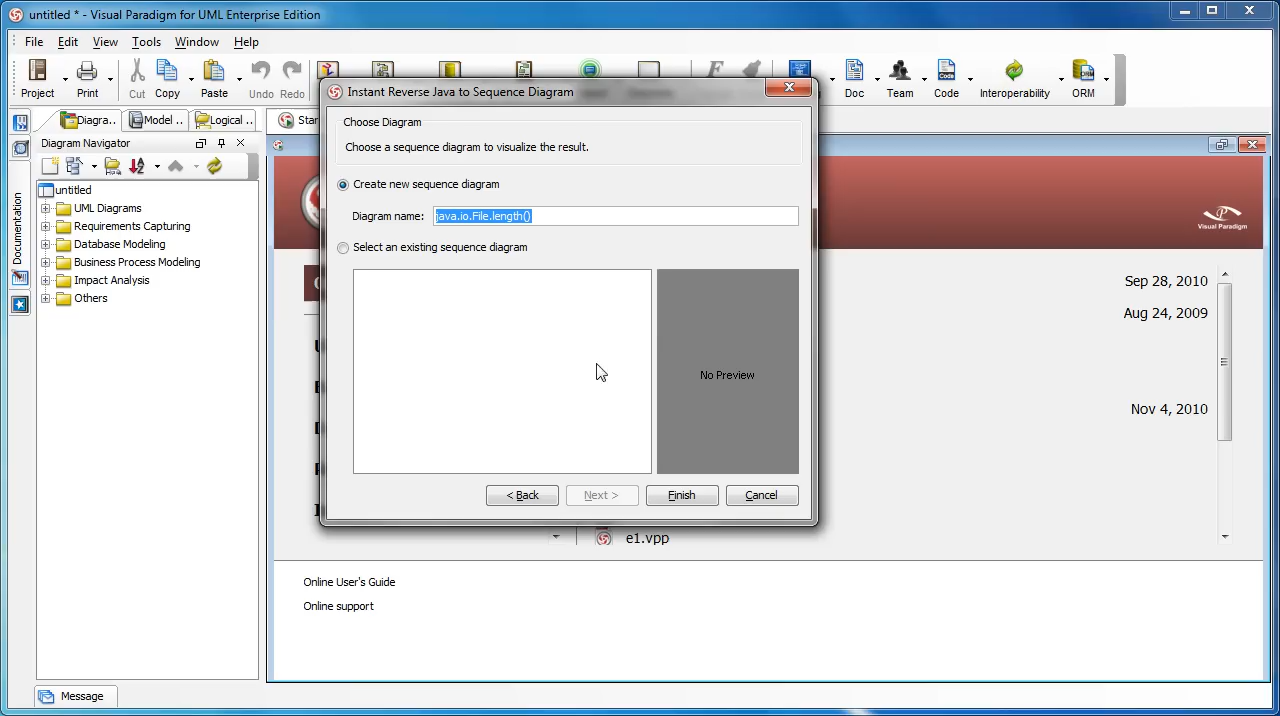 untitled * - Visual Paradigm for UML Enterprise Edition
File Edit View Tools Window Help
Project Print Cut Copy Paste Undo Redo Doc Team Code Interoperability ORM
Diagra.. Model .. Logical .. Star
Diagram Navigator
untitled
UML Diagrams
Requirements Capturing
Database Modeling
Business Process Modeling
Impact Analysis
Others
Documentation
Instant Reverse Java to Sequence Diagram
Choose Diagram
Choose a sequence diagram to visualize the result.
Create new sequence diagram
Diagram name: java.io.File.length()
Select an existing sequence diagram
No Preview
< Back Next > Finish Cancel
Visual Paradigm
Sep 28, 2010
Aug 24, 2009
Nov 4, 2010
e1.vpp
Online User's Guide
Online support
Message